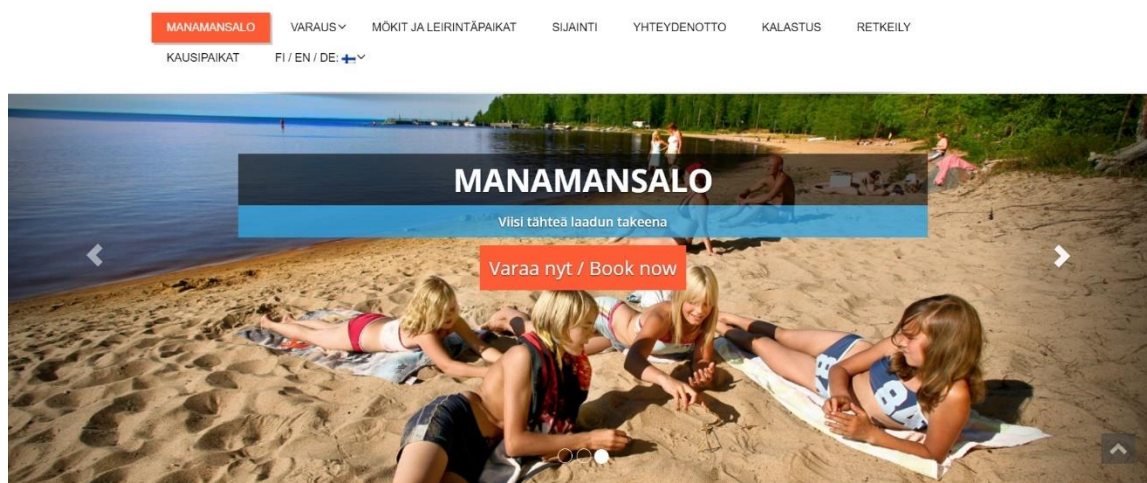 MANAMANSALO VARAUS MÖKIT JA LEIRINTÄPAIKAT SIJAINTI YHTEYDENOTTO KALASTUS RETKEILY
KAUSIPAIKAT FI / EN / DE:
MANAMANSALO
Viisi tähteä laadun takeena
Varaa nyt / Book now